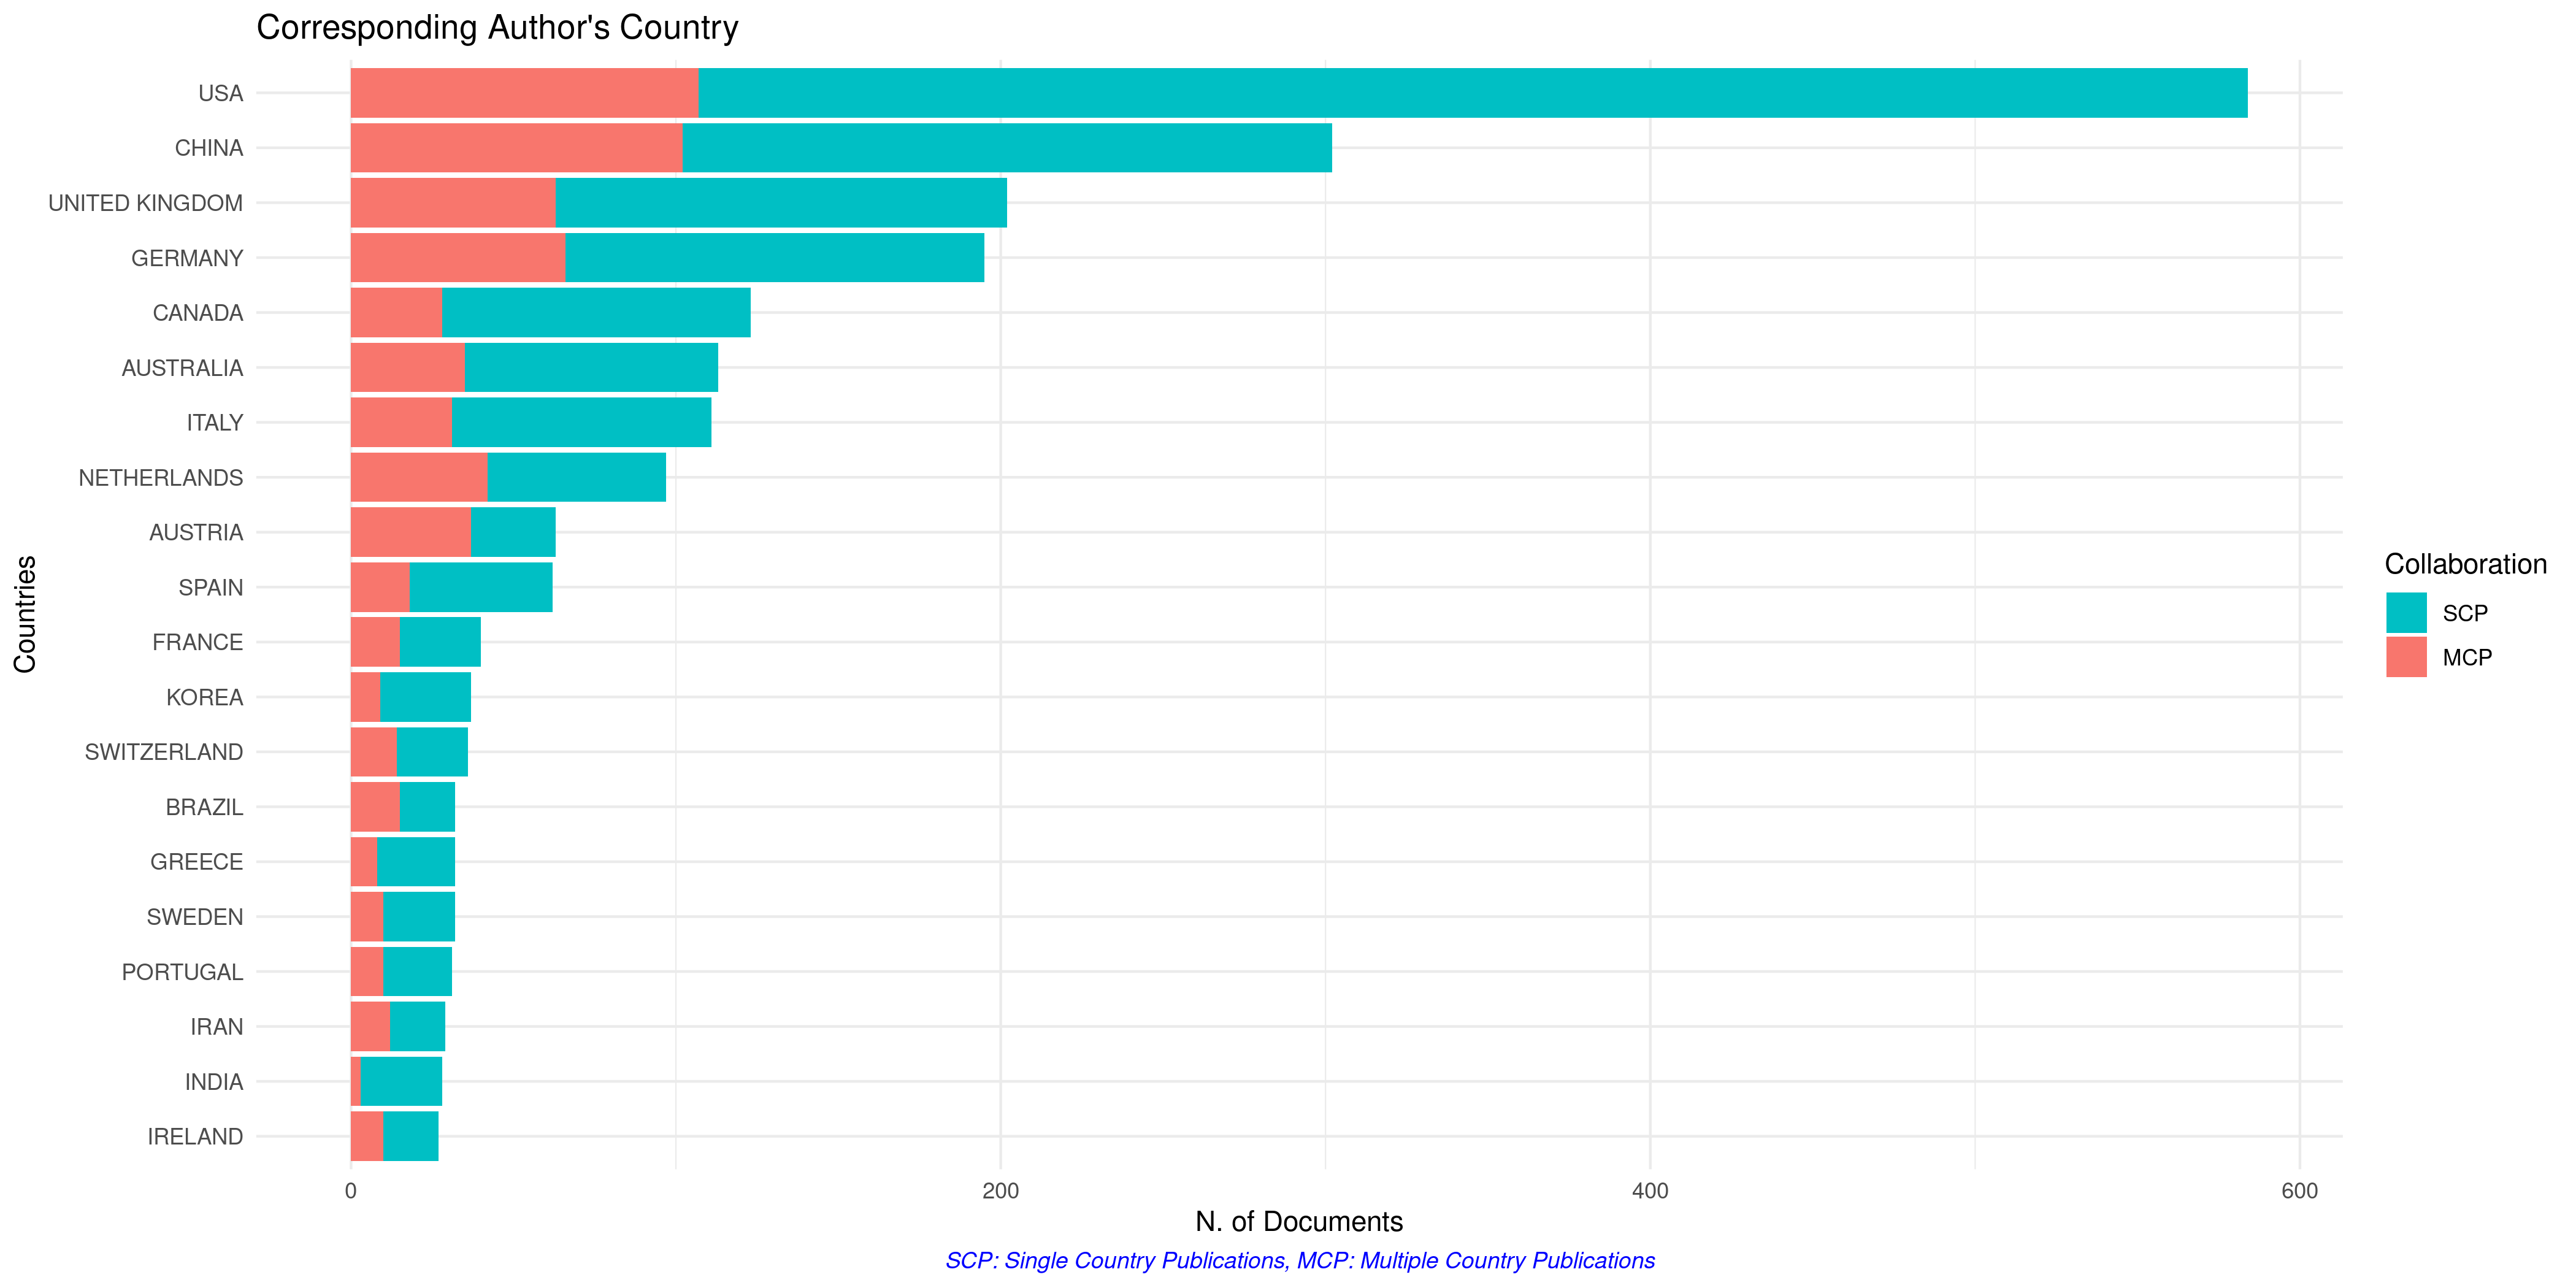 Corresponding Author's Country
USA
CHINA
UNITED KINGDOM
GERMANY
CANADA
AUSTRALIA
ITALY
NETHERLANDS
AUSTRIA
SPAIN
FRANCE
KOREA
SWITZERLAND
BRAZIL
GREECE
SWEDEN
PORTUGAL
IRAN
INDIA
IRELAND
Countries
0
200
400
600
N. of Documents
SCP: Single Country Publications, MCP: Multiple Country Publications
Collaboration
SCP
MCP